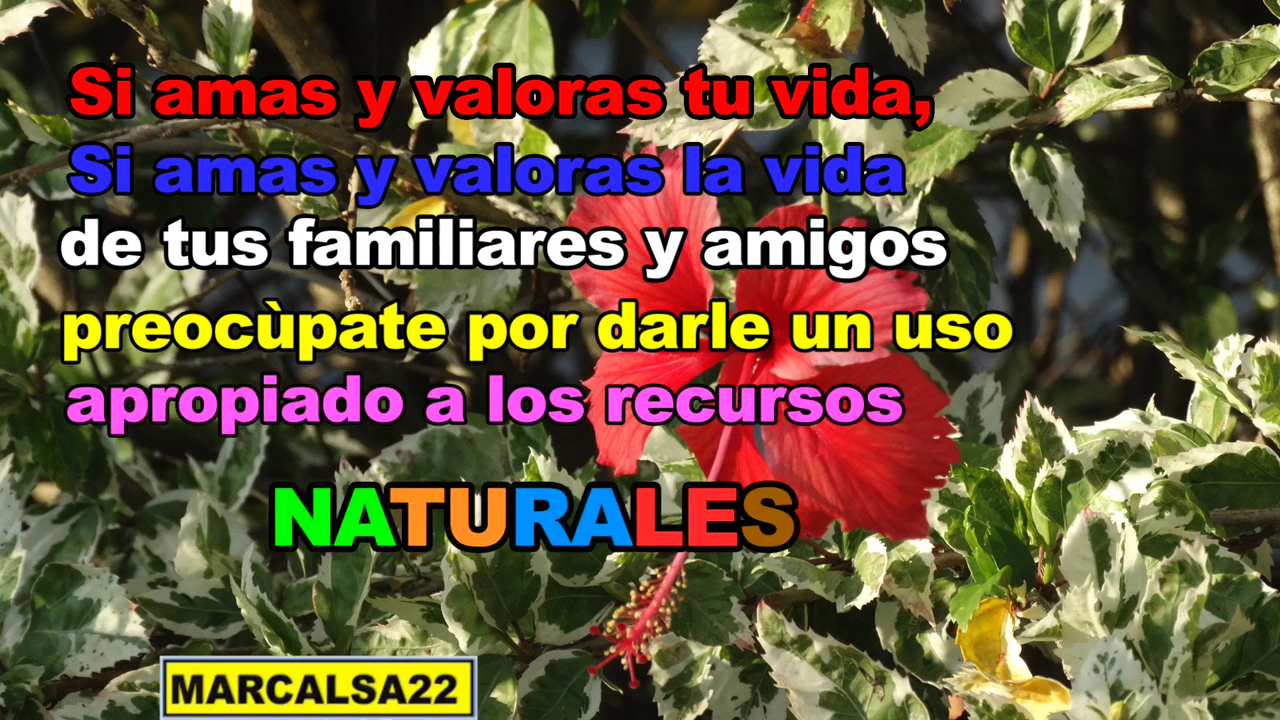 Si amas y valoras tu vida,
Si amas y valoras la vida
de tus familiares y amigos
preocùpate por darle un uso
apropiado a los recursos
NATURALES
MARCALSA22